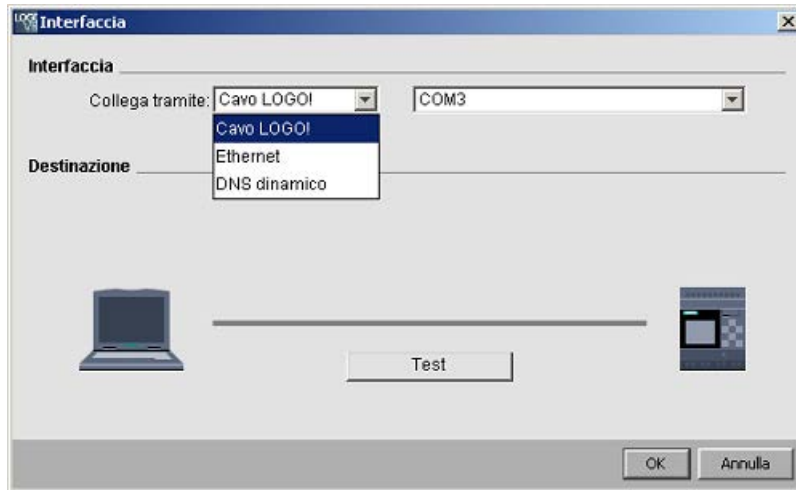 Interfaccia
Interfaccia
Collega tramite: Cavo LOGO! COM3
Cavo LOGO!
Ethernet
DNS dinamico
Destinazione
Test
OK Annulla